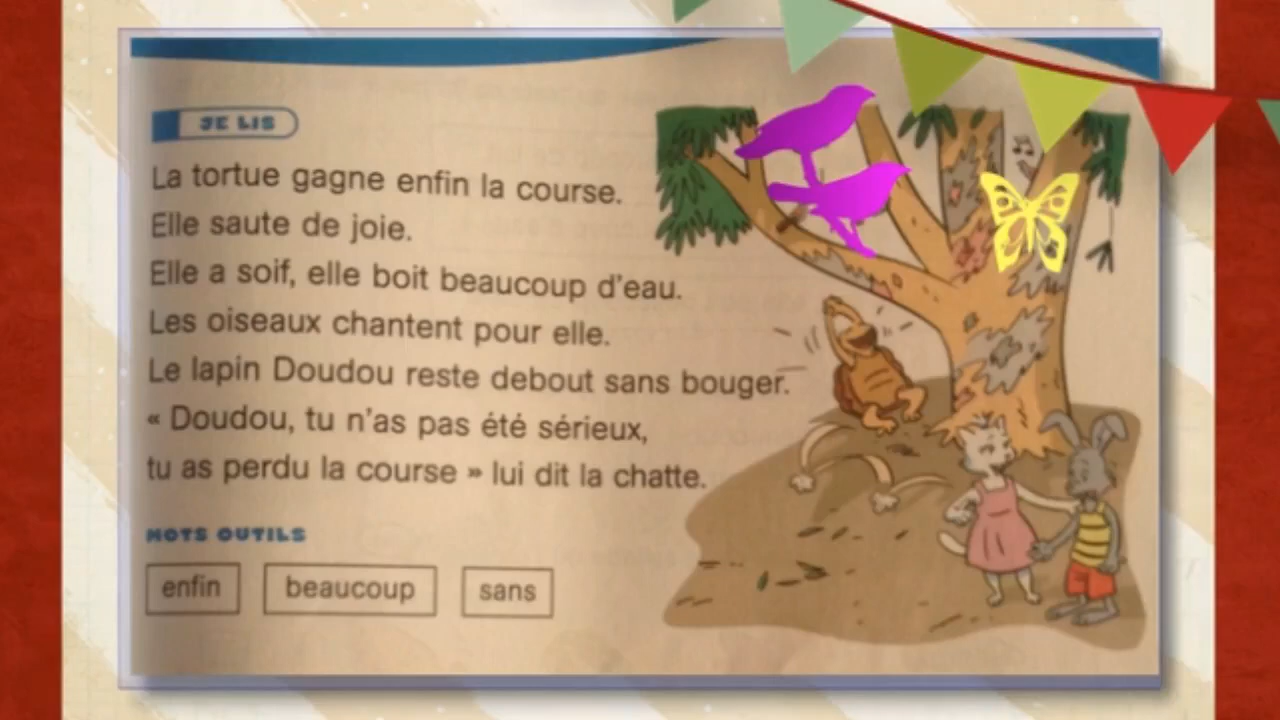 JE LIS
La tortue gagne enfin la course.
Elle saute de joie.
Elle a soif, elle boit beaucoup d'eau.
Les oiseaux chantent pour elle.
Le lapin Doudou reste debout sans bouger.
« Doudou, tu n'as pas été sérieux,
tu as perdu la course » lui dit la chatte.
MOTS OUTILS
enfin beaucoup sans